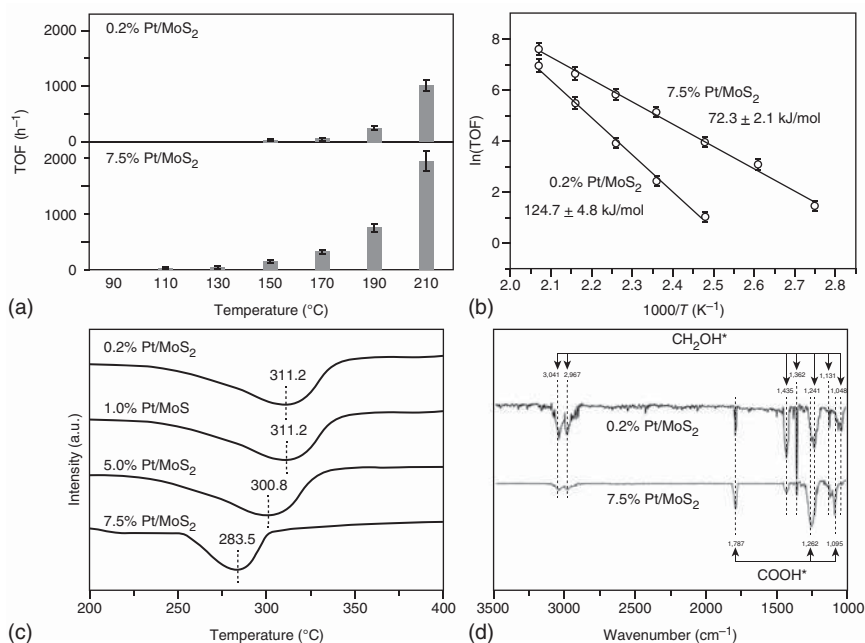 0.2% Pt/MoS2
1000
0
7.5% Pt/MoS2
2000
1000
0
TOF (h−1)
90 110 130 150 170 190 210
Temperature (°C)
(a)
8
6
4
2
0
ln(TOF)
7.5% Pt/MoS2
72.3 ± 2.1 kJ/mol
0.2% Pt/MoS2
124.7 ± 4.8 kJ/mol
2.0 2.1 2.2 2.3 2.4 2.5 2.6 2.7 2.8
1000/T (K−1)
(b)
0.2% Pt/MoS2
311.2
1.0% Pt/MoS
311.2
5.0% Pt/MoS2
300.8
7.5% Pt/MoS2
283.5
Intensity (a.u.)
200 250 300 350 400
Temperature (°C)
(c)
CH2OH*
3,041 2,967 1,362 1,131
1,435 1,241 1,048
0.2% Pt/MoS2
7.5% Pt/MoS2
1,787 1,262 1,095
COOH*
3500 3000 2500 2000 1500 1000
Wavenumber (cm−1)
(d)